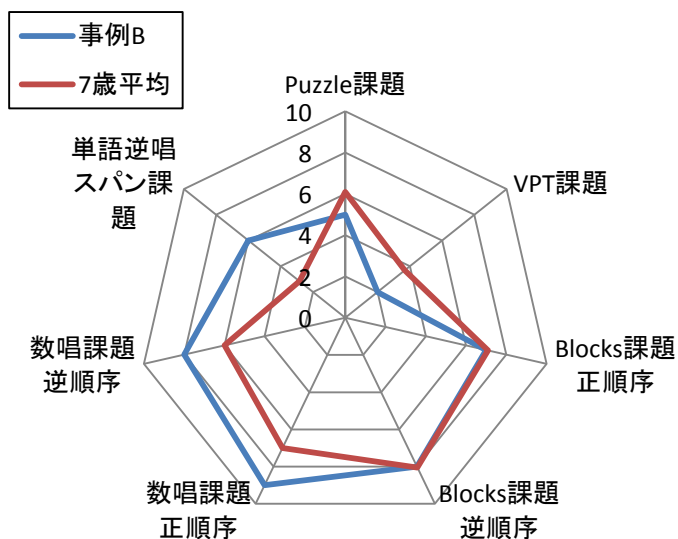 事例B
7歳平均
Puzzle課題
10
8
6
4
2
0
VPT課題
Blocks課題
正順序
Blocks課題
逆順序
数唱課題
正順序
数唱課題
逆順序
単語逆唱
スパン課
題